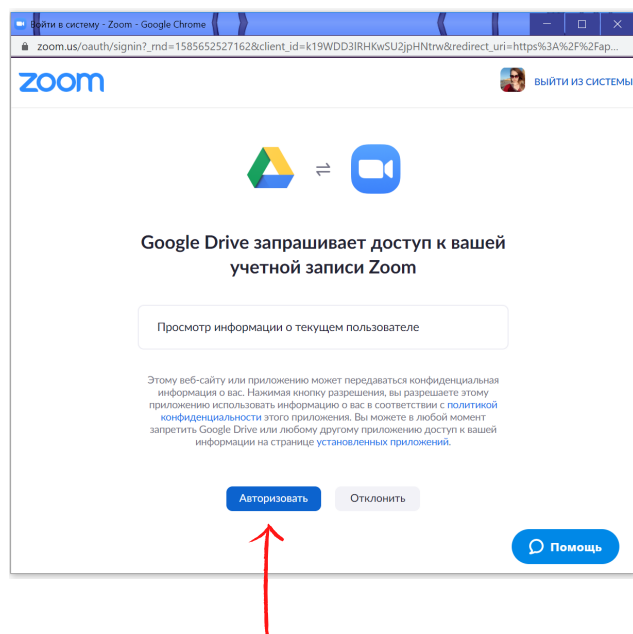 Войти в систему - Zoom - Google Chrome
zoom.us/oauth/signin?_rnd=1585652527162&client_id=k19WDD3lRHKwSU2jpHNtrw&redirect_uri=https%3A%2F%2Fap...
zoom
ВЫЙТИ ИЗ СИСТЕМЫ
Google Drive запрашивает доступ к вашей
учетной записи Zoom
Просмотр информации о текущем пользователе
Этому веб-сайту или приложению может передаваться конфиденциальная
информация о вас. Нажимая кнопку разрешения, вы разрешаете этому
приложению использовать информацию о вас в соответствии с политикой
конфиденциальности этого приложения. Вы можете в любой момент
запретить Google Drive или любому другому приложению доступ к вашей
информации на странице установленных приложений.
Авторизовать Отклонить
Помощь